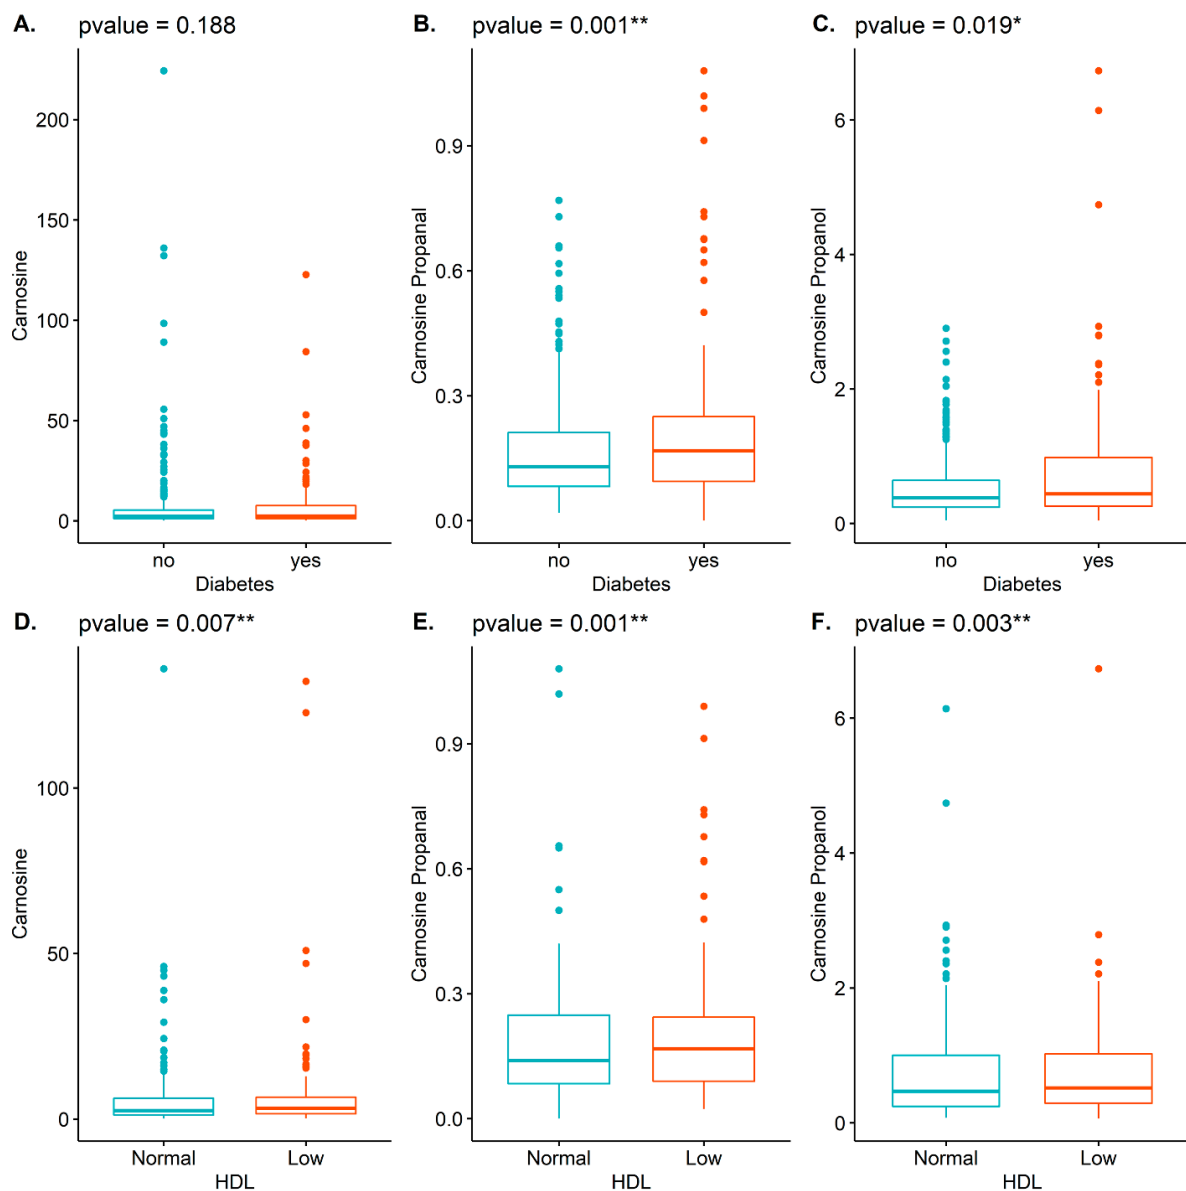 A. pvalue = 0.188
200
150
100
50
0
Carnosine
no yes
Diabetes
B. pvalue = 0.001**
0.9
0.6
0.3
0.0
Carnosine Propanal
no yes
Diabetes
C. pvalue = 0.019*
6
4
2
0
Carnosine Propanol
no yes
Diabetes
D. pvalue = 0.007**
100
50
0
Carnosine
Normal Low
HDL
E. pvalue = 0.001**
0.9
0.6
0.3
0.0
Carnosine Propanal
Normal Low
HDL
F. pvalue = 0.003**
6
4
2
0
Carnosine Propanol
Normal Low
HDL